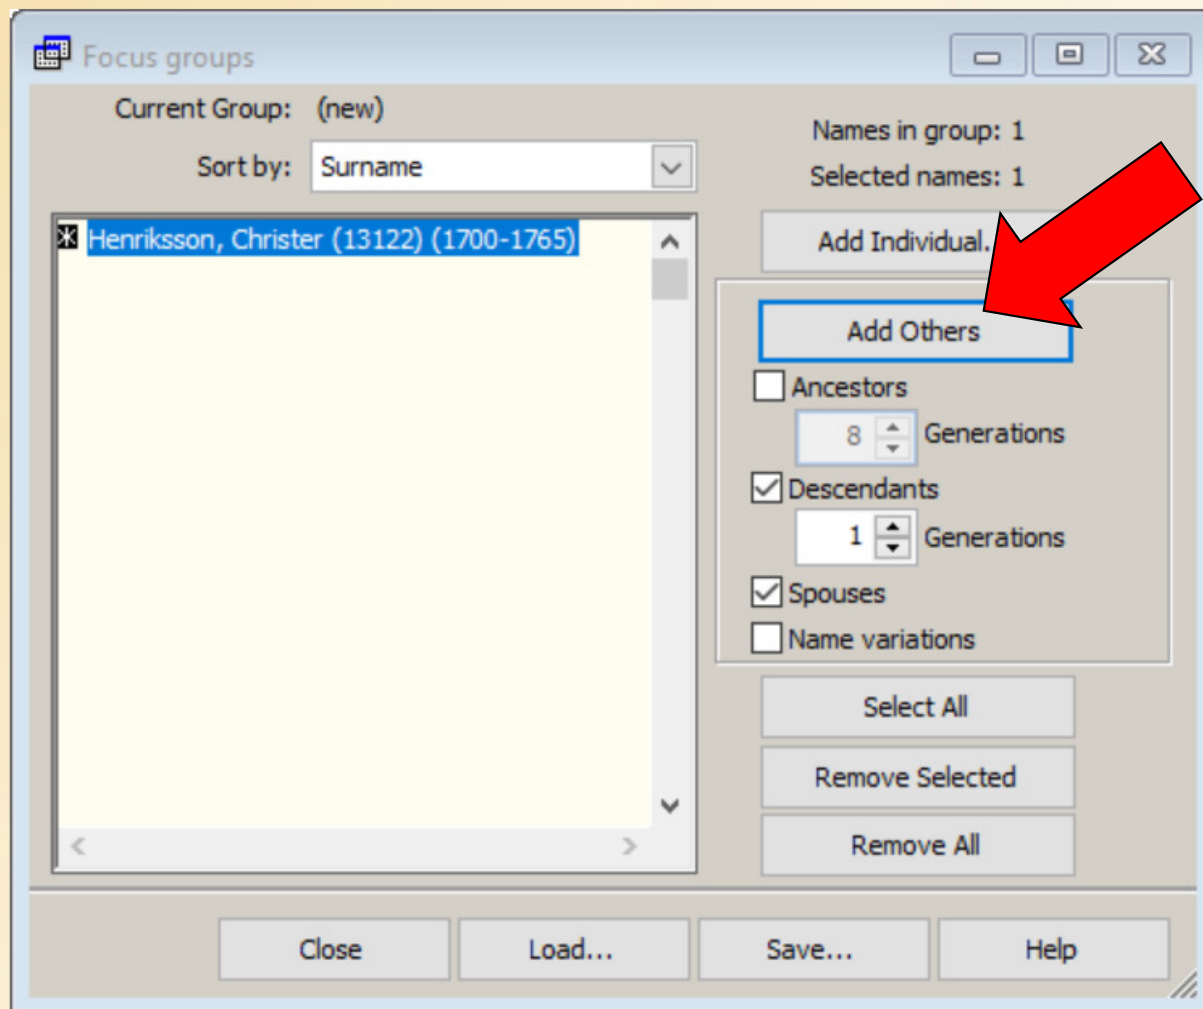 Focus groups
Current Group: (new)
Sort by: Surname
Names in group: 1
Selected names: 1
Henriksson, Christer (13122) (1700-1765)
Add Individual.
Add Others
Ancestors
8 Generations
Descendants
1 Generations
Spouses
Name variations
Select All
Remove Selected
Remove All
Close Load... Save... Help